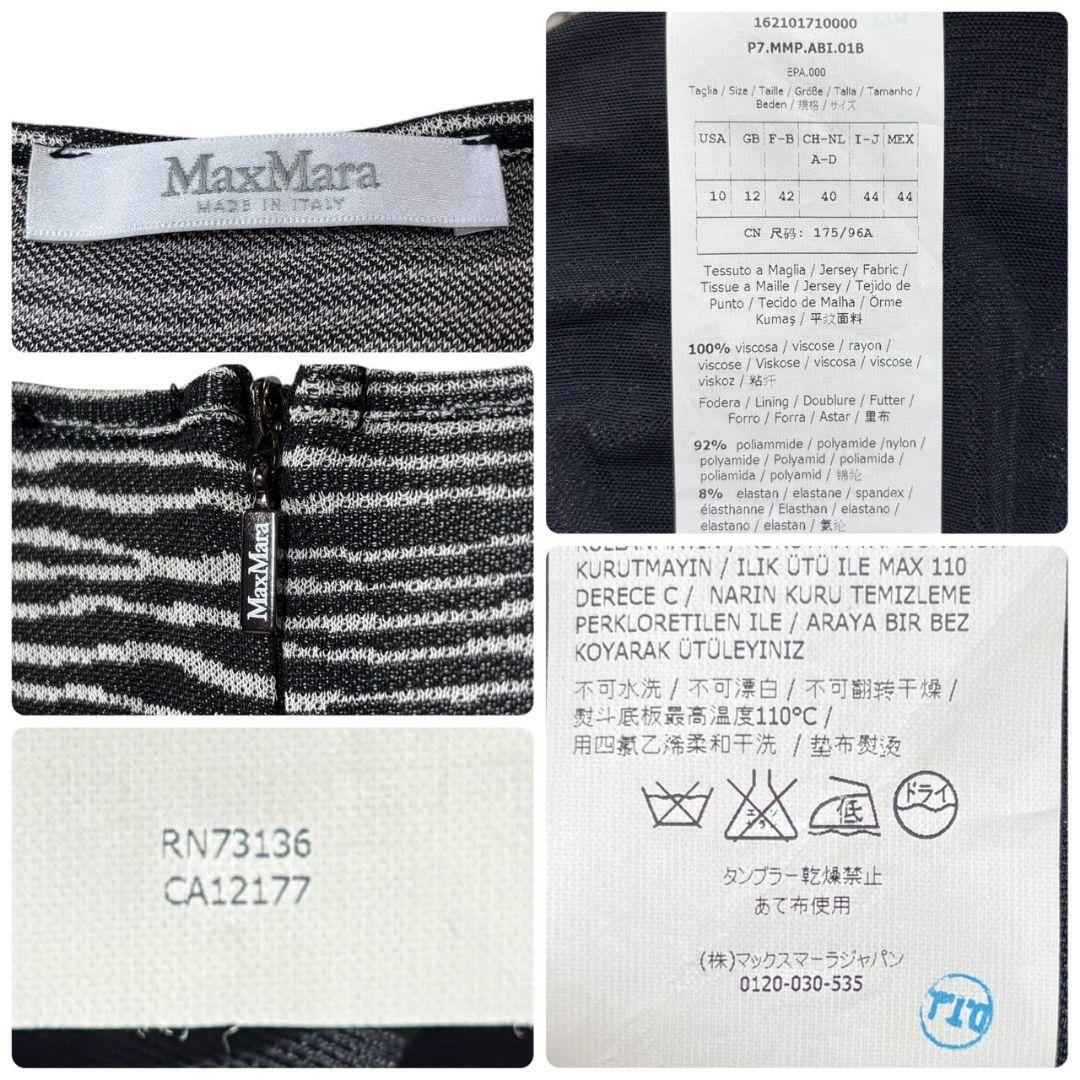 MaxMara
MADE IN ITALY
MaxMara
RN73136
CA12177
162101710000
P7.MMP.ABI.01B
EPA.000
Taglia / Size / Taille / Größe / Talla / Tamanho /
Beden / 規格 / サイズ
USA GB F-B CH-NL I-J MEX
A-D
10 12 42 40 44 44
CN 尺码: 175/96A
Tessuto a Maglia / Jersey Fabric /
Tissue a Maille / Jersey / Tejido de
Punto / Tecido de Malha / Örme
Kumaş / 平纹面料
100% viscosa / viscose / rayon /
viscose / Viskose / viscosa / viscose /
viskoz / 粘纤
Fodera / Lining / Doublure / Futter /
Forro / Forra / Astar / 里布
92% poliammide / polyamide /nylon /
polyamide / Polyamid / poliamida /
poliamida / polyamid / 锦纶
8% elastan / elastane / spandex /
élasthanne / Elasthan / elastano /
elastano / elastan / 氨纶
KURUTMAYIN / ILIK ÜTÜ ILE MAX 110
DERECE C / NARIN KURU TEMIZLEME
PERKLORETILEN ILE / ARAYA BIR BEZ
KOYARAK ÜTÜLEYINIZ
不可水洗 / 不可漂白 / 不可翻转干燥 /
熨斗底板最高温度110°C /
用四氯乙烯柔和干洗 / 垫布熨烫
低 ドライ
タンブラー乾燥禁止
あて布使用
(株)マックスマーラジャパン
0120-030-535